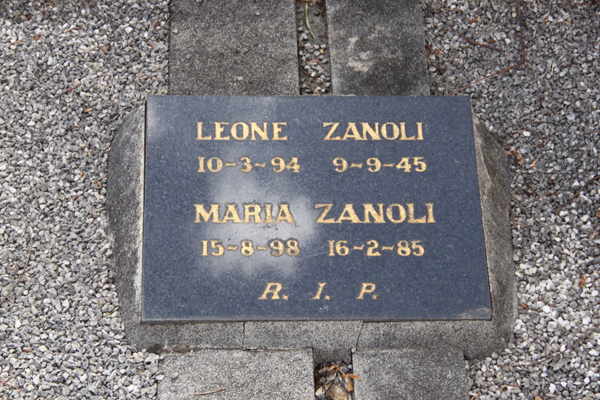 LEONE ZANOLI
10-3-94 9-9-45
MARIA ZANOLI
15-8-98 16-2-85
R. I. P.